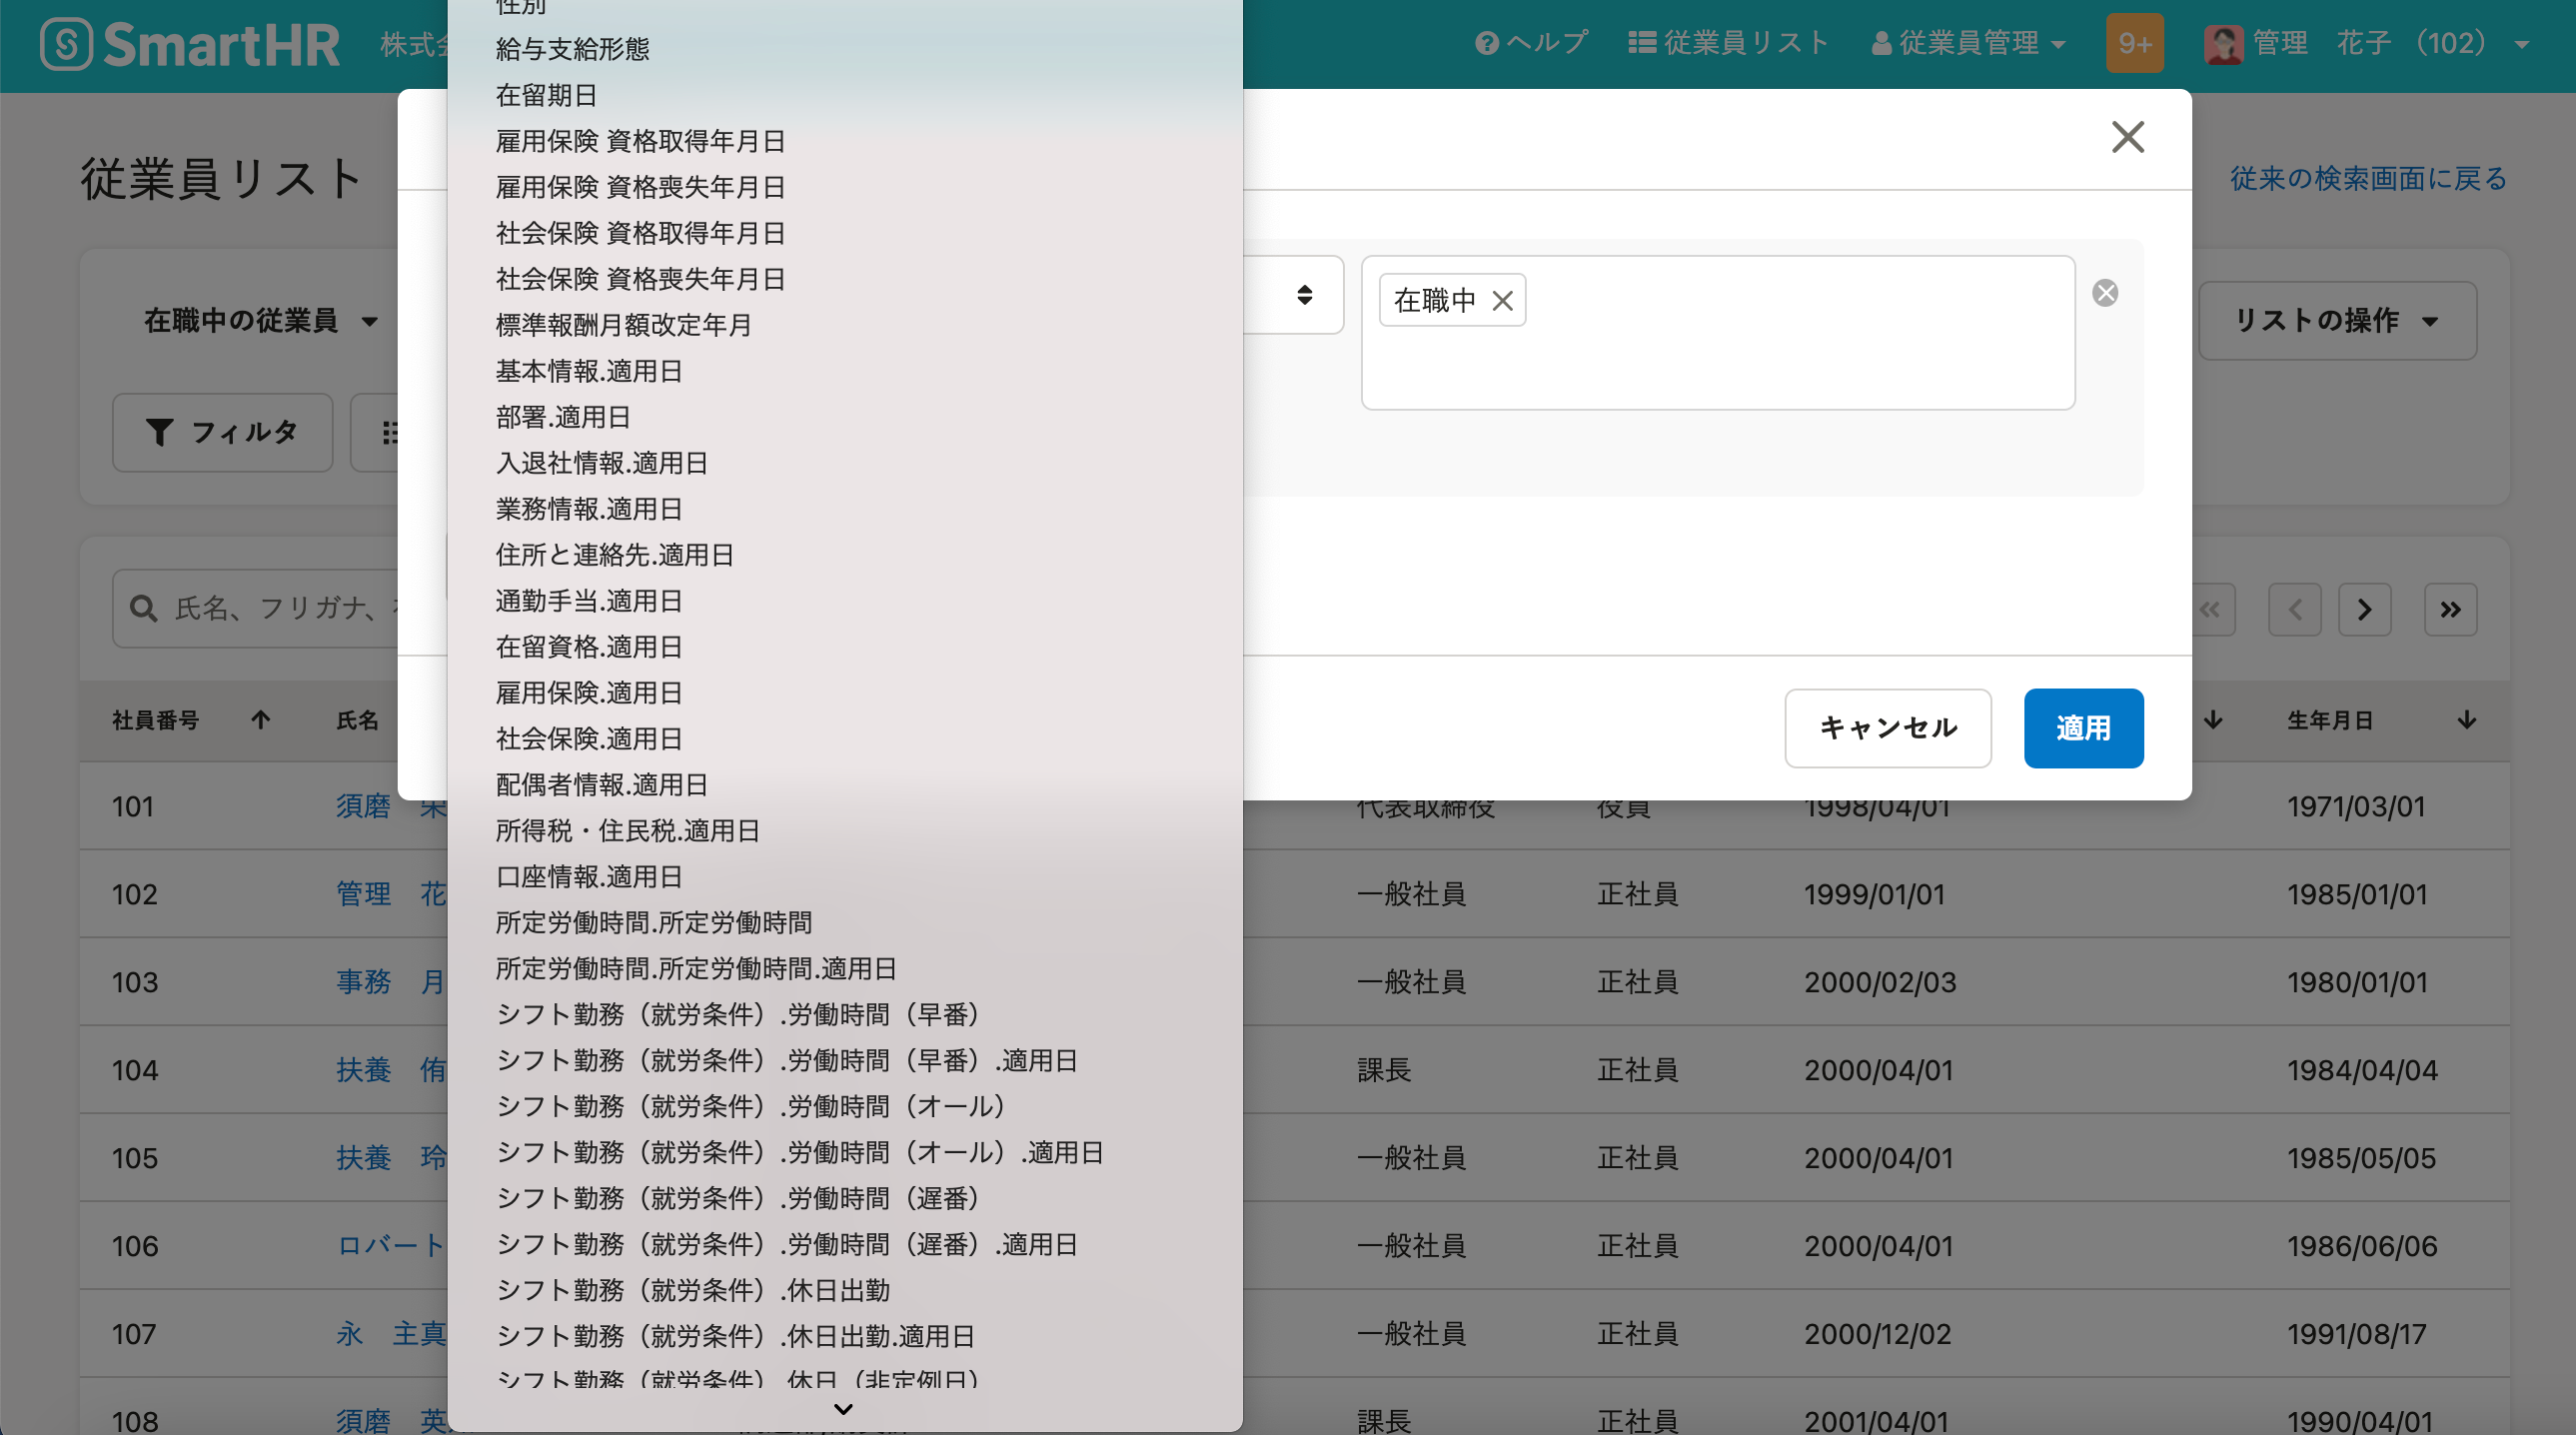 SmartHR 株式会
ヘルプ 従業員リスト 従業員管理 9+ 管理 花子 (102)
従業員リスト
従来の検索画面に戻る
在職中の従業員
リストの操作
フィルタ
性別
給与支給形態
在留期日
雇用保険 資格取得年月日
雇用保険 資格喪失年月日
社会保険 資格取得年月日
社会保険 資格喪失年月日
標準報酬月額改定年月
基本情報.適用日
部署.適用日
入退社情報.適用日
業務情報.適用日
住所と連絡先.適用日
通勤手当.適用日
在留資格.適用日
雇用保険.適用日
社会保険.適用日
配偶者情報.適用日
所得税・住民税.適用日
口座情報.適用日
所定労働時間.所定労働時間
所定労働時間.所定労働時間.適用日
シフト勤務（就労条件）.労働時間（早番）
シフト勤務（就労条件）.労働時間（早番）.適用日
シフト勤務（就労条件）.労働時間（オール）
シフト勤務（就労条件）.労働時間（オール）.適用日
シフト勤務（就労条件）.労働時間（遅番）
シフト勤務（就労条件）.労働時間（遅番）.適用日
シフト勤務（就労条件）.休日出勤
シフト勤務（就労条件）.休日出勤.適用日
シフト勤務（就労条件）.休日（非定例日）
在職中
キャンセル 適用
氏名、フリガナ、
社員番号 氏名 生年月日
101 須磨 栄 代表取締役 役員 1998/04/01 1971/03/01
102 管理 花 一般社員 正社員 1999/01/01 1985/01/01
103 事務 月 一般社員 正社員 2000/02/03 1980/01/01
104 扶養 侑 課長 正社員 2000/04/01 1984/04/04
105 扶養 玲 一般社員 正社員 2000/04/01 1985/05/05
106 ロバート 一般社員 正社員 2000/04/01 1986/06/06
107 永 主真 一般社員 正社員 2000/12/02 1991/08/17
108 須磨 英 課長 正社員 2001/04/01 1990/04/01